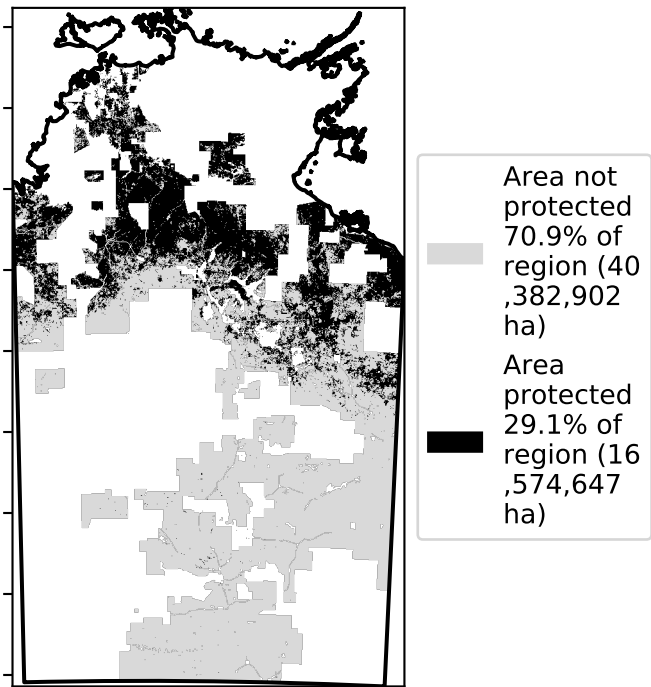 Area not
protected
70.9% of
region (40
,382,902
ha)
Area
protected
29.1% of
region (16
,574,647
ha)